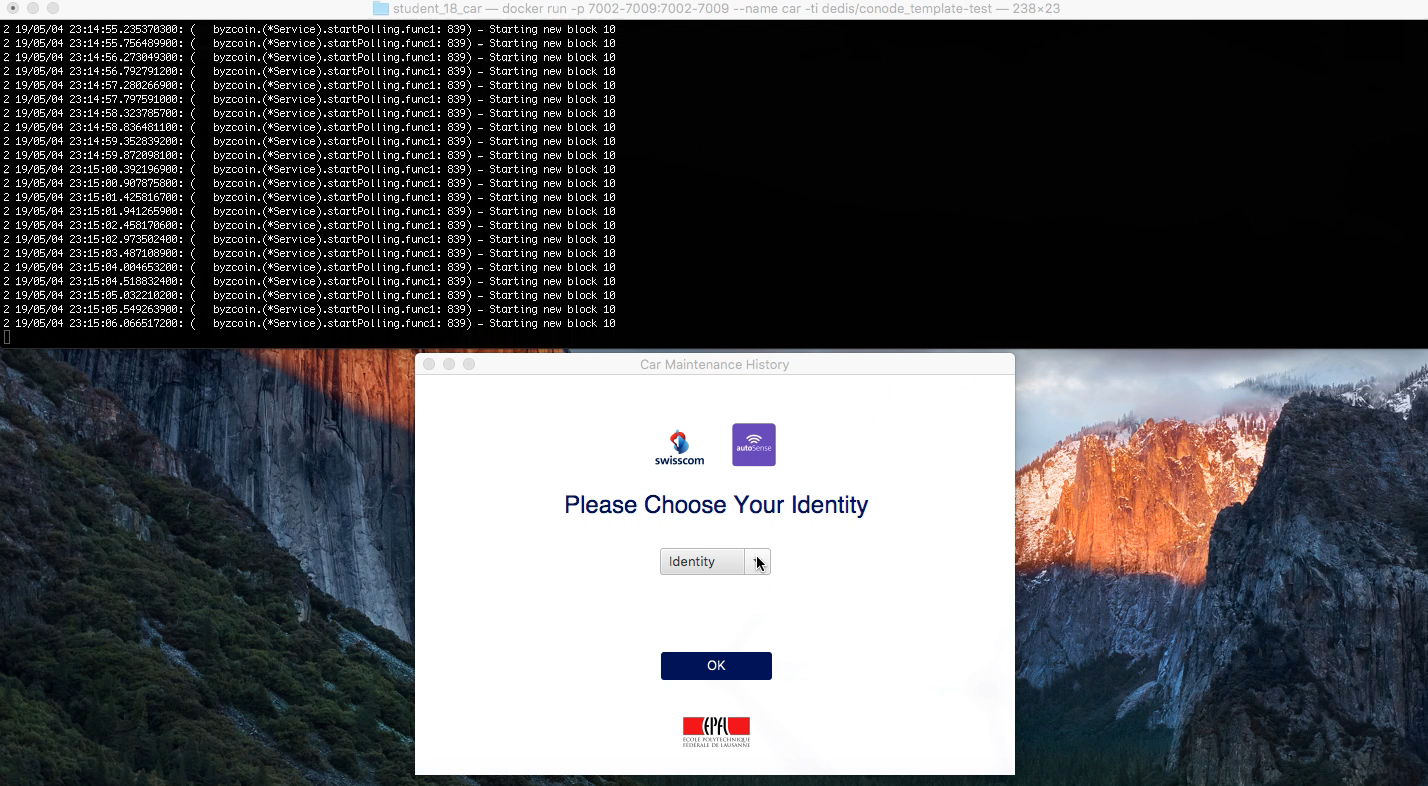 student_18_car — docker run -p 7002-7009:7002-7009 --name car -ti dedis/conode_template-test — 238×23
2 19/05/04 23:14:55.235370300: (   byzcoin.(*Service).startPolling.func1: 839) - Starting new block 10
2 19/05/04 23:14:55.756489900: (   byzcoin.(*Service).startPolling.func1: 839) - Starting new block 10
2 19/05/04 23:14:56.273049300: (   byzcoin.(*Service).startPolling.func1: 839) - Starting new block 10
2 19/05/04 23:14:56.792791200: (   byzcoin.(*Service).startPolling.func1: 839) - Starting new block 10
2 19/05/04 23:14:57.280266900: (   byzcoin.(*Service).startPolling.func1: 839) - Starting new block 10
2 19/05/04 23:14:57.797591000: (   byzcoin.(*Service).startPolling.func1: 839) - Starting new block 10
2 19/05/04 23:14:58.323785700: (   byzcoin.(*Service).startPolling.func1: 839) - Starting new block 10
2 19/05/04 23:14:58.836481100: (   byzcoin.(*Service).startPolling.func1: 839) - Starting new block 10
2 19/05/04 23:14:59.352839200: (   byzcoin.(*Service).startPolling.func1: 839) - Starting new block 10
2 19/05/04 23:14:59.872098100: (   byzcoin.(*Service).startPolling.func1: 839) - Starting new block 10
2 19/05/04 23:15:00.392196900: (   byzcoin.(*Service).startPolling.func1: 839) - Starting new block 10
2 19/05/04 23:15:00.907875800: (   byzcoin.(*Service).startPolling.func1: 839) - Starting new block 10
2 19/05/04 23:15:01.425816700: (   byzcoin.(*Service).startPolling.func1: 839) - Starting new block 10
2 19/05/04 23:15:01.941265900: (   byzcoin.(*Service).startPolling.func1: 839) - Starting new block 10
2 19/05/04 23:15:02.458170600: (   byzcoin.(*Service).startPolling.func1: 839) - Starting new block 10
2 19/05/04 23:15:02.973502400: (   byzcoin.(*Service).startPolling.func1: 839) - Starting new block 10
2 19/05/04 23:15:03.487108900: (   byzcoin.(*Service).startPolling.func1: 839) - Starting new block 10
2 19/05/04 23:15:04.004653200: (   byzcoin.(*Service).startPolling.func1: 839) - Starting new block 10
2 19/05/04 23:15:04.518832400: (   byzcoin.(*Service).startPolling.func1: 839) - Starting new block 10
2 19/05/04 23:15:05.032210200: (   byzcoin.(*Service).startPolling.func1: 839) - Starting new block 10
2 19/05/04 23:15:05.549263900: (   byzcoin.(*Service).startPolling.func1: 839) - Starting new block 10
2 19/05/04 23:15:06.066517200: (   byzcoin.(*Service).startPolling.func1: 839) - Starting new block 10
Car Maintenance History
swisscom
autoSense
Please Choose Your Identity
Identity
OK
EPFL
ÉCOLE POLYTECHNIQUE
FÉDÉRALE DE LAUSANNE